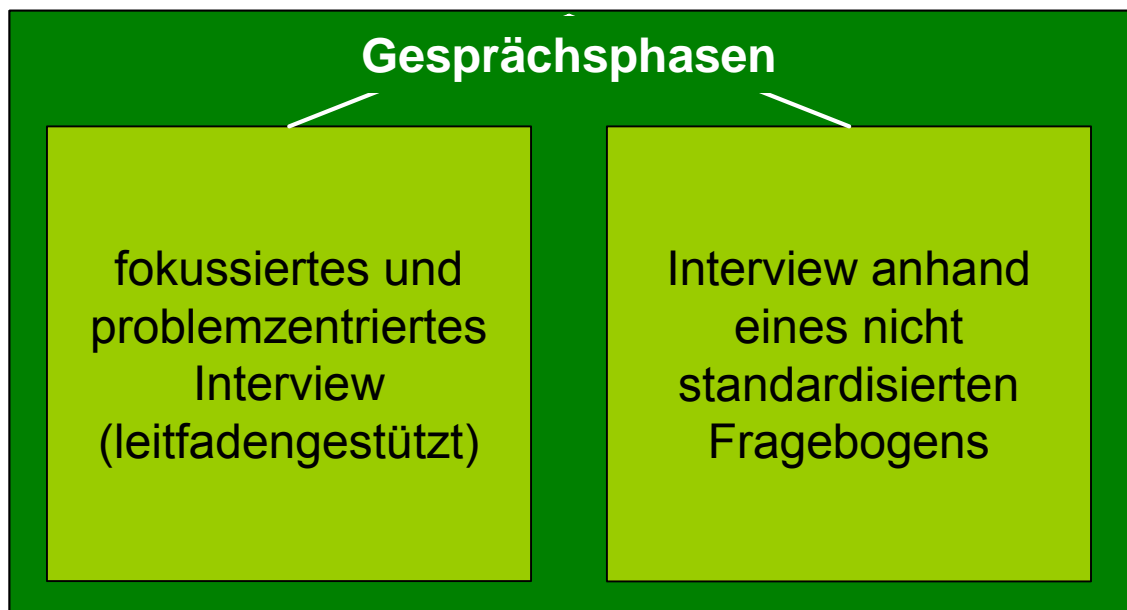 Gesprächsphasen
fokussiertes und
problemzentriertes
Interview
(leitfadengestützt)
Interview anhand
eines nicht
standardisierten
Fragebogens